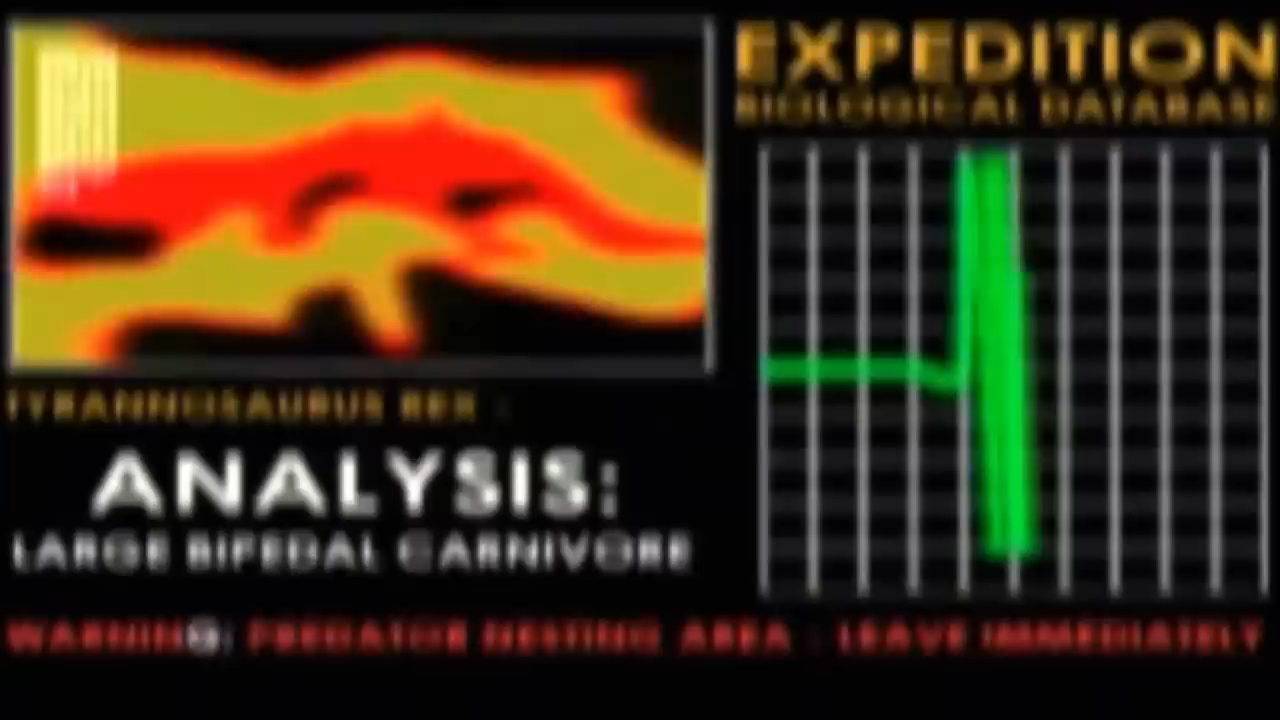 EXPEDITION
BIOLOGICAL DATABASE
TYRANNOSAURUS REX :
ANALYSIS:
LARGE BIPEDAL CARNIVORE
WARNING: PREDATOR NESTING AREA - LEAVE IMMEDIATELY